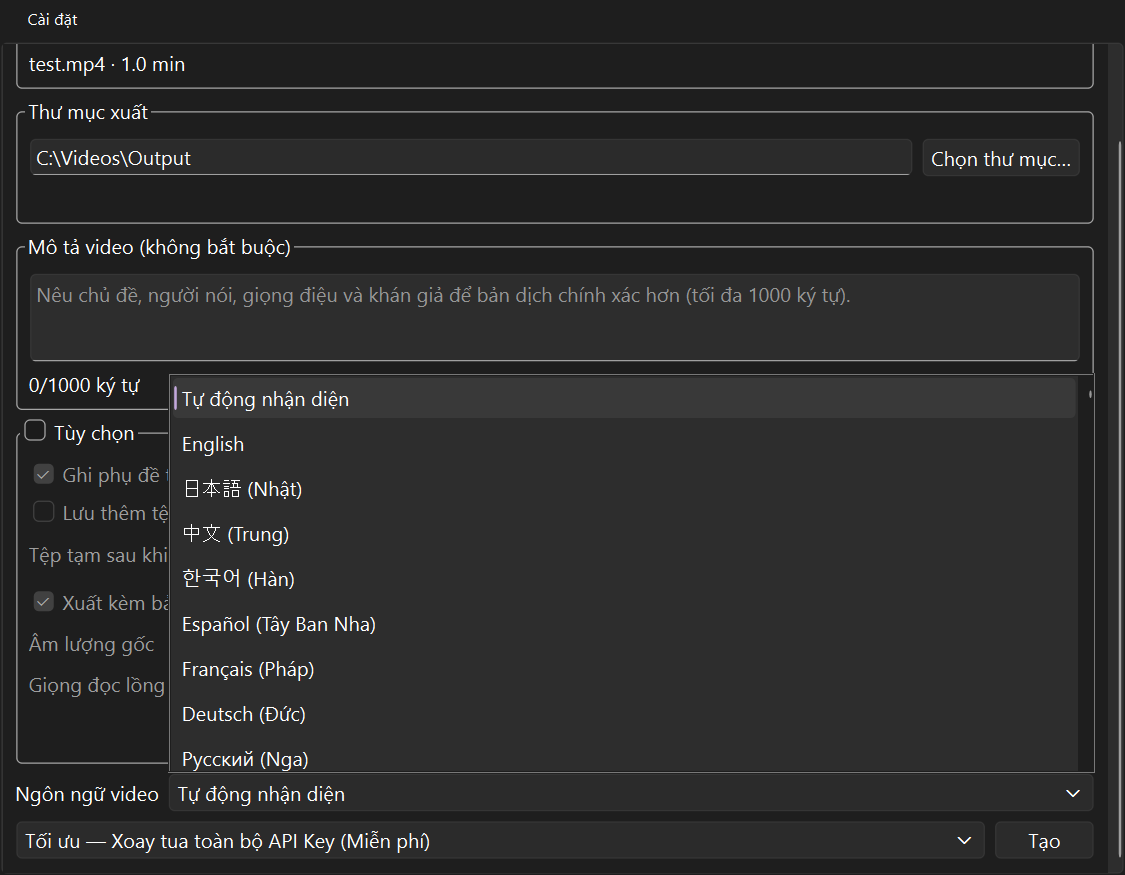 Cài đặt
test.mp4 · 1.0 min
Thư mục xuất
C:\Videos\Output
Chọn thư mục...
Mô tả video (không bắt buộc)
Nêu chủ đề, người nói, giọng điệu và khán giả để bản dịch chính xác hơn (tối đa 1000 ký tự).
0/1000 ký tự
Tùy chọn
Ghi phụ đề
Lưu thêm tệ
Tệp tạm sau khi
Xuất kèm
Âm lượng gốc
Giọng đọc lồng
Tự động nhận diện
English
日本語 (Nhật)
中文 (Trung)
한국어 (Hàn)
Español (Tây Ban Nha)
Français (Pháp)
Deutsch (Đức)
Русский (Nga)
Ngôn ngữ video
Tự động nhận diện
Tối ưu — Xoay tua toàn bộ API Key (Miễn phí)
Tạo